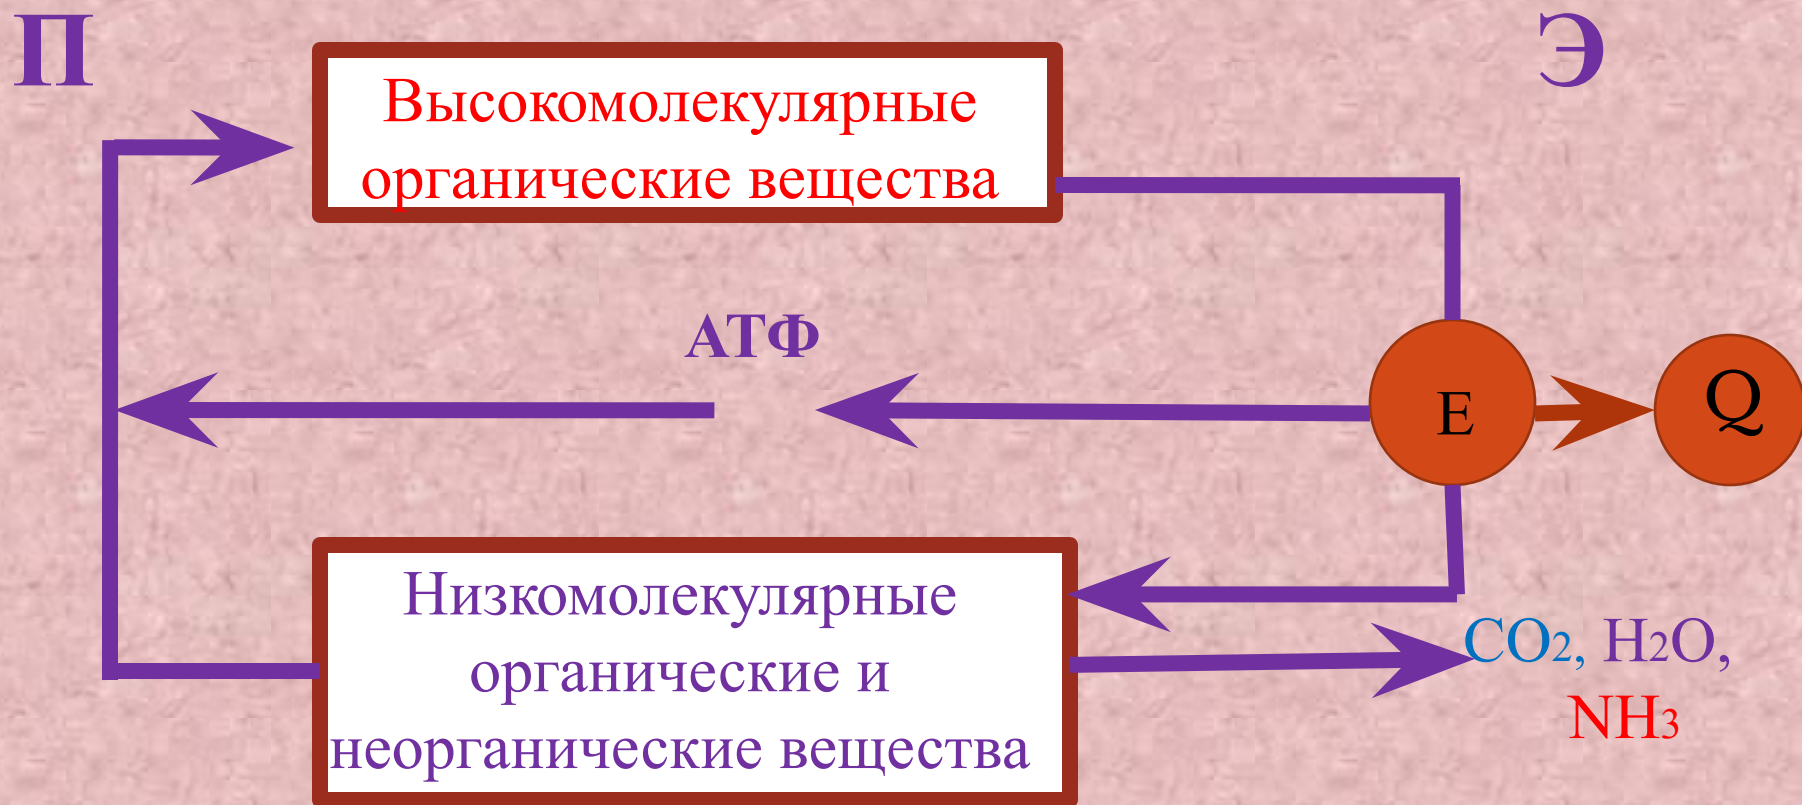 П
Э
Высокомолекулярные
органические вещества
АТФ
E
Q
Низкомолекулярные
органические и
неорганические вещества
CO2, H2O,
NH3